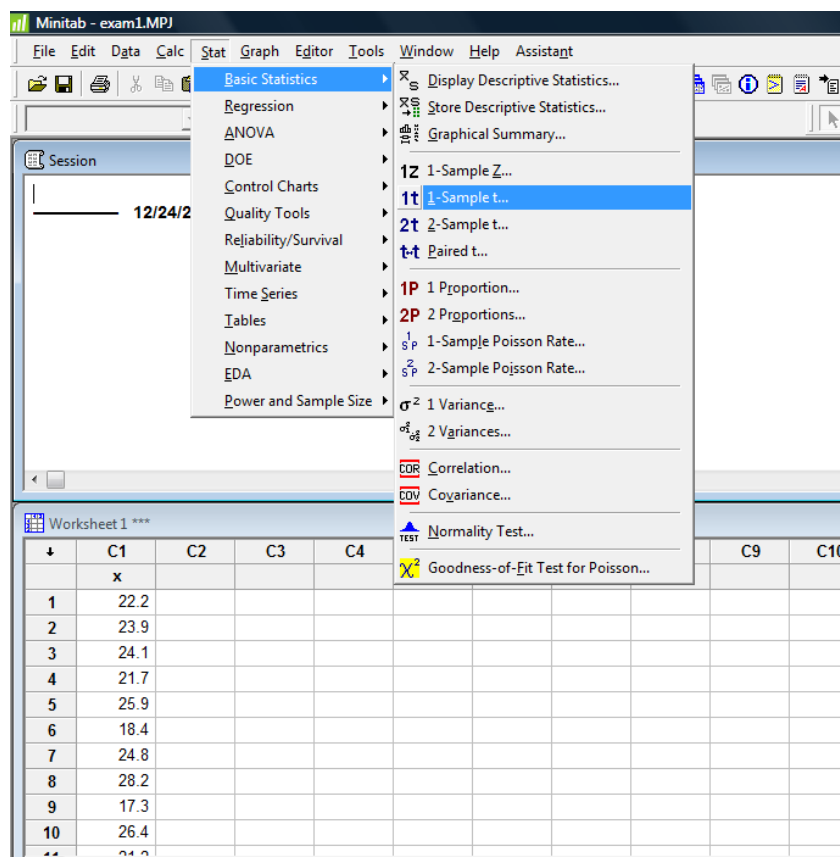 Minitab - exam1.MPJ
File Edit Data Calc Stat Graph Editor Tools Window Help Assistant
Session
12/24/2
Basic Statistics
Regression
ANOVA
DOE
Control Charts
Quality Tools
Reliability/Survival
Multivariate
Time Series
Tables
Nonparametrics
EDA
Power and Sample Size
Display Descriptive Statistics...
Store Descriptive Statistics...
Graphical Summary...
1Z 1-Sample Z...
1t 1-Sample t...
2t 2-Sample t...
t-t Paired t...
1P 1 Proportion...
2P 2 Proportions...
1-Sample Poisson Rate...
2-Sample Poisson Rate...
σ² 1 Variance...
2 Variances...
COR Correlation...
COV Covariance...
TEST Normality Test...
χ² Goodness-of-Fit Test for Poisson...
Worksheet 1 ***
C1 C2 C3 C4 C9 C10
x
1 22.2
2 23.9
3 24.1
4 21.7
5 25.9
6 18.4
7 24.8
8 28.2
9 17.3
10 26.4